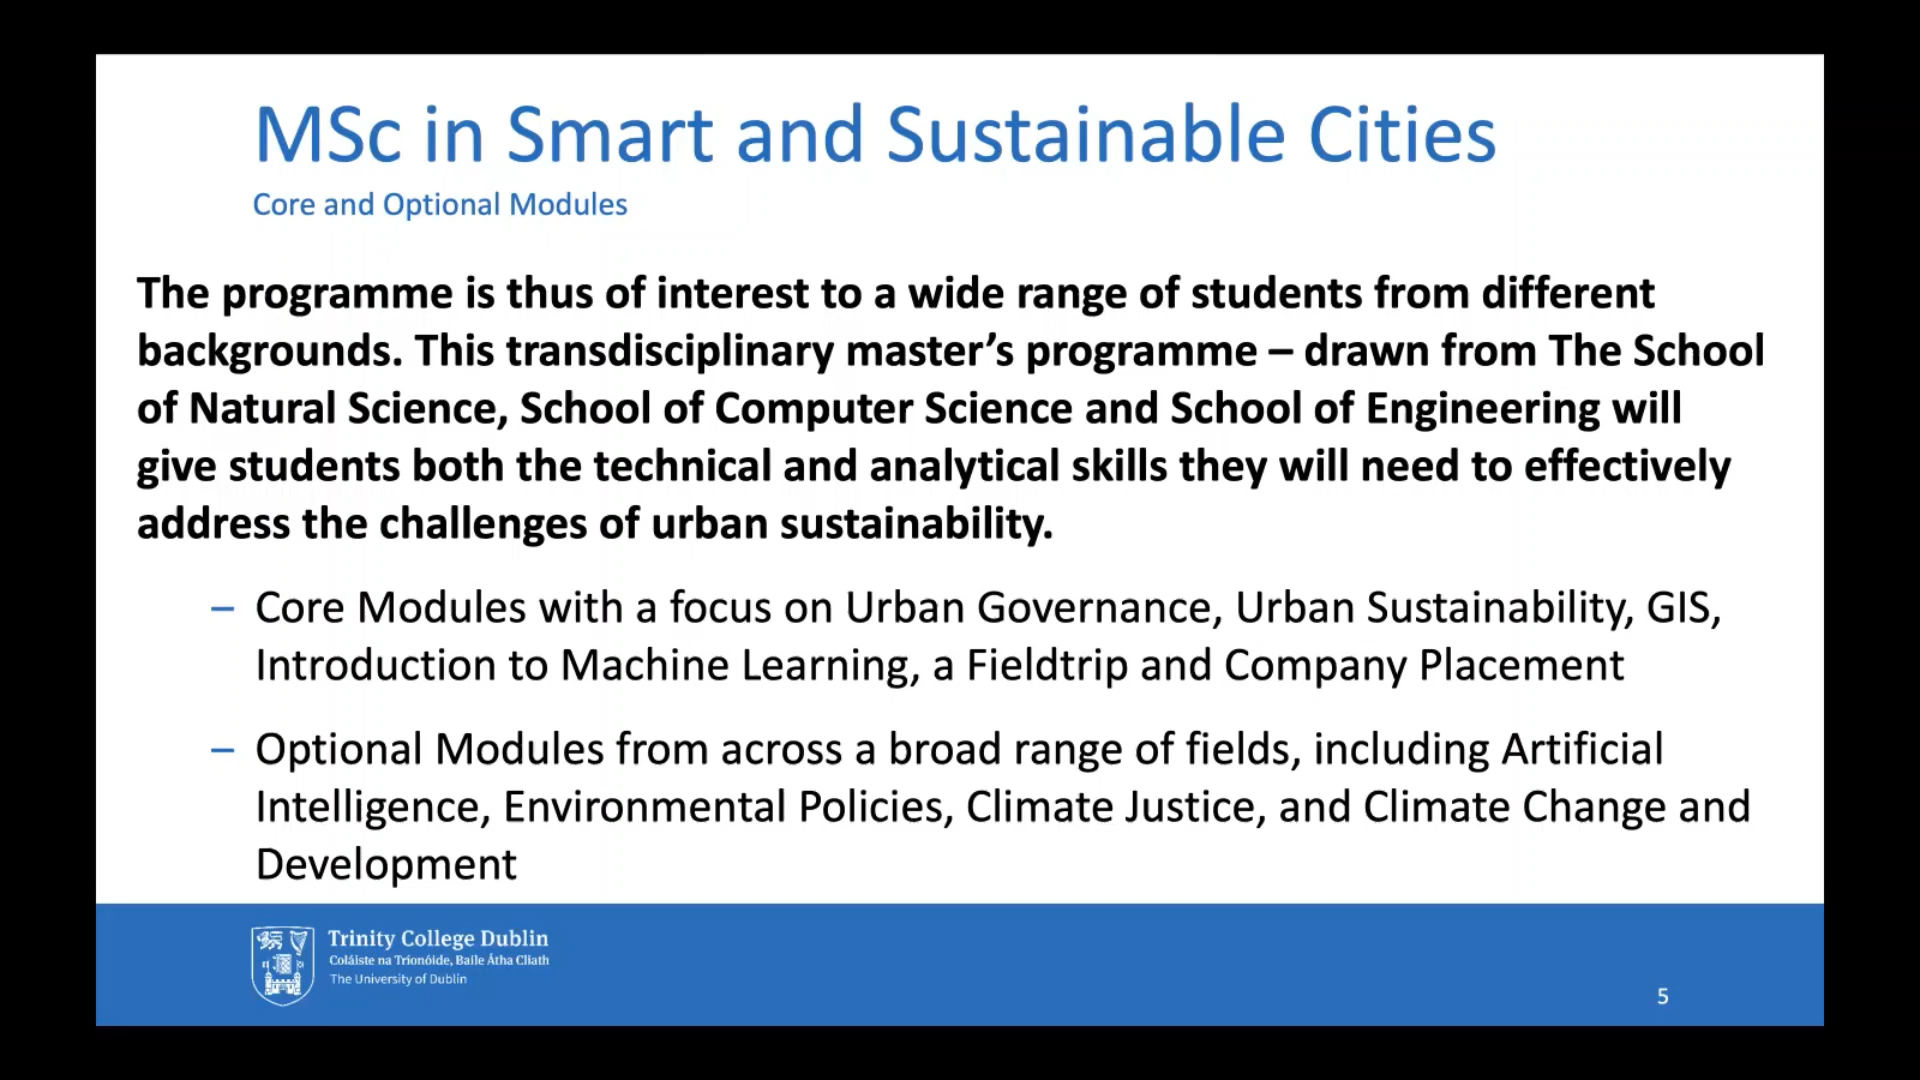 MSc in Smart and Sustainable Cities
Core and Optional Modules
The programme is thus of interest to a wide range of students from different
backgrounds. This transdisciplinary master’s programme – drawn from The School
of Natural Science, School of Computer Science and School of Engineering will
give students both the technical and analytical skills they will need to effectively
address the challenges of urban sustainability.
– Core Modules with a focus on Urban Governance, Urban Sustainability, GIS,
Introduction to Machine Learning, a Fieldtrip and Company Placement
– Optional Modules from across a broad range of fields, including Artificial
Intelligence, Environmental Policies, Climate Justice, and Climate Change and
Development
Trinity College Dublin
Coláiste na Tríonóide, Baile Átha Cliath
The University of Dublin
5